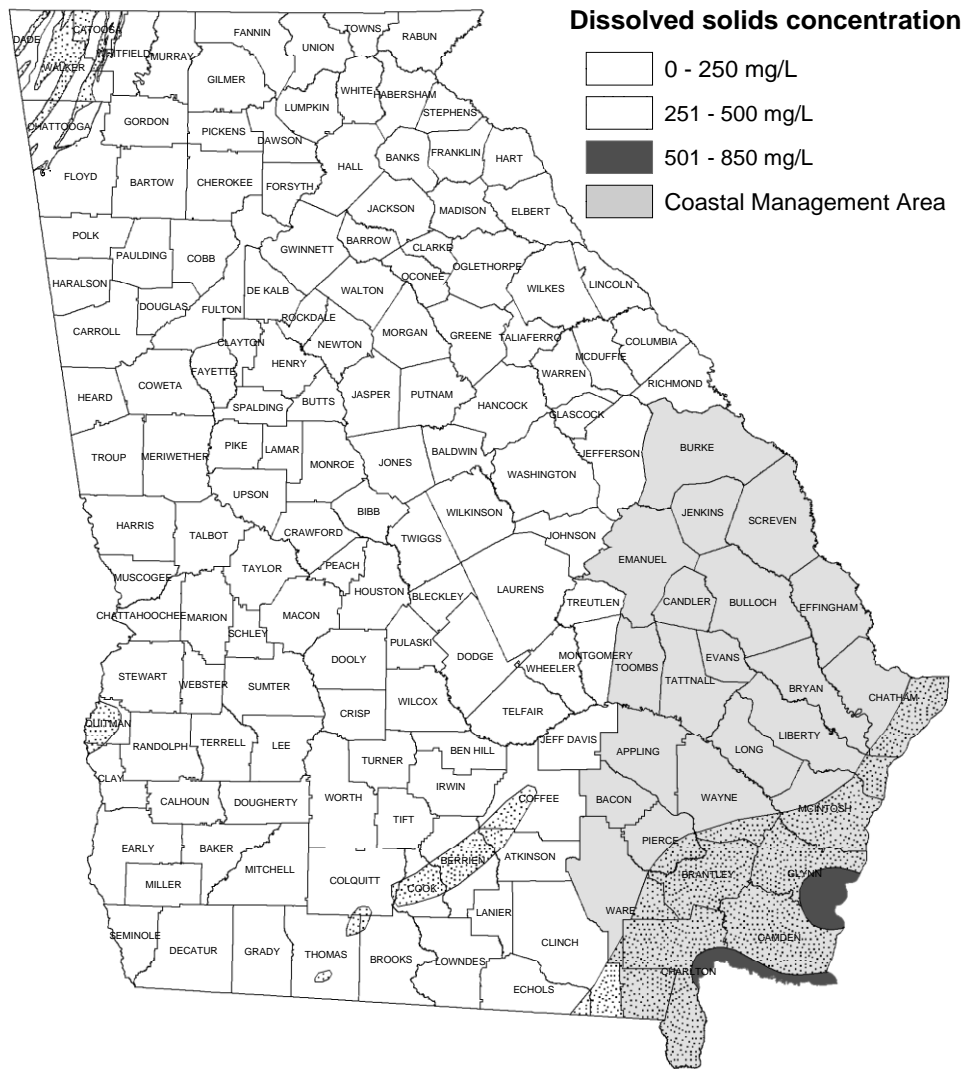 Dissolved solids concentration
0 - 250 mg/L
251 - 500 mg/L
501 - 850 mg/L
Coastal Management Area
DADE
CATOOSA
WHITFIELD
MURRAY
FANNIN
UNION
TOWNS
RABUN
WALKER
GILMER
LUMPKIN
WHITE
HABERSHAM
STEPHENS
CHATTOOGA
GORDON
PICKENS
DAWSON
HALL
BANKS
FRANKLIN
HART
FLOYD
BARTOW
CHEROKEE
FORSYTH
JACKSON
MADISON
ELBERT
POLK
PAULDING
COBB
GWINNETT
BARROW
CLARKE
OCONEE
OGLETHORPE
HARALSON
DE KALB
WALTON
WILKES
LINCOLN
DOUGLAS
FULTON
ROCKDALE
CARROLL
CLAYTON
NEWTON
MORGAN
GREENE
TALIAFERRO
COLUMBIA
HENRY
MCDUFFIE
WARREN
RICHMOND
FAYETTE
COWETA
HEARD
SPALDING
BUTTS
JASPER
PUTNAM
HANCOCK
GLASCOCK
TROUP
MERIWETHER
PIKE
LAMAR
MONROE
JONES
BALDWIN
WASHINGTON
JEFFERSON
BURKE
UPSON
BIBB
WILKINSON
JENKINS
SCREVEN
HARRIS
TALBOT
CRAWFORD
TWIGGS
JOHNSON
EMANUEL
MUSCOGEE
TAYLOR
PEACH
HOUSTON
BLECKLEY
LAURENS
TREUTLEN
CANDLER
BULLOCH
EFFINGHAM
CHATTAHOOCHEE
MARION
SCHLEY
MACON
PULASKI
DODGE
WHEELER
MONTGOMERY
TOOMBS
EVANS
TATTNALL
STEWART
WEBSTER
SUMTER
DOOLY
WILCOX
BRYAN
CHATHAM
CRISP
TELFAIR
QUITMAN
RANDOLPH
TERRELL
LEE
BEN HILL
JEFF DAVIS
APPLING
LONG
LIBERTY
TURNER
CLAY
CALHOUN
DOUGHERTY
WORTH
IRWIN
COFFEE
BACON
WAYNE
MCINTOSH
TIFT
EARLY
BAKER
MITCHELL
PIERCE
MILLER
COLQUITT
COOK
BERRIEN
ATKINSON
BRANTLEY
GLYNN
LANIER
WARE
SEMINOLE
DECATUR
GRADY
THOMAS
BROOKS
LOWNDES
CLINCH
CAMDEN
ECHOLS
CHARLTON